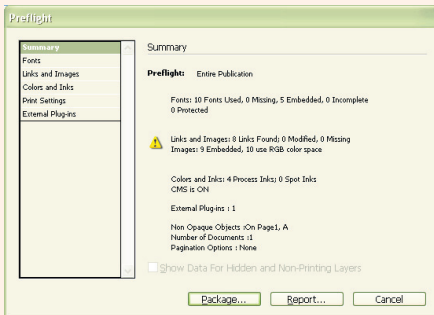 Preflight
Summary
Fonts
Links and Images
Colors and Inks
Print Settings
External Plug-ins
Summary
Preflight: Entire Publication
Fonts: 10 Fonts Used, 0 Missing, 5 Embedded, 0 Incomplete
0 Protected
Links and Images: 8 Links Found; 0 Modified, 0 Missing
Images: 9 Embedded, 10 use RGB color space
Colors and Inks: 4 Process Inks; 0 Spot Inks
CMS is ON
External Plug-ins : 1
Non Opaque Objects :On Page1, A
Number of Documents :1
Pagination Options : None
Show Data For Hidden and Non-Printing Layers
Package... Report... Cancel